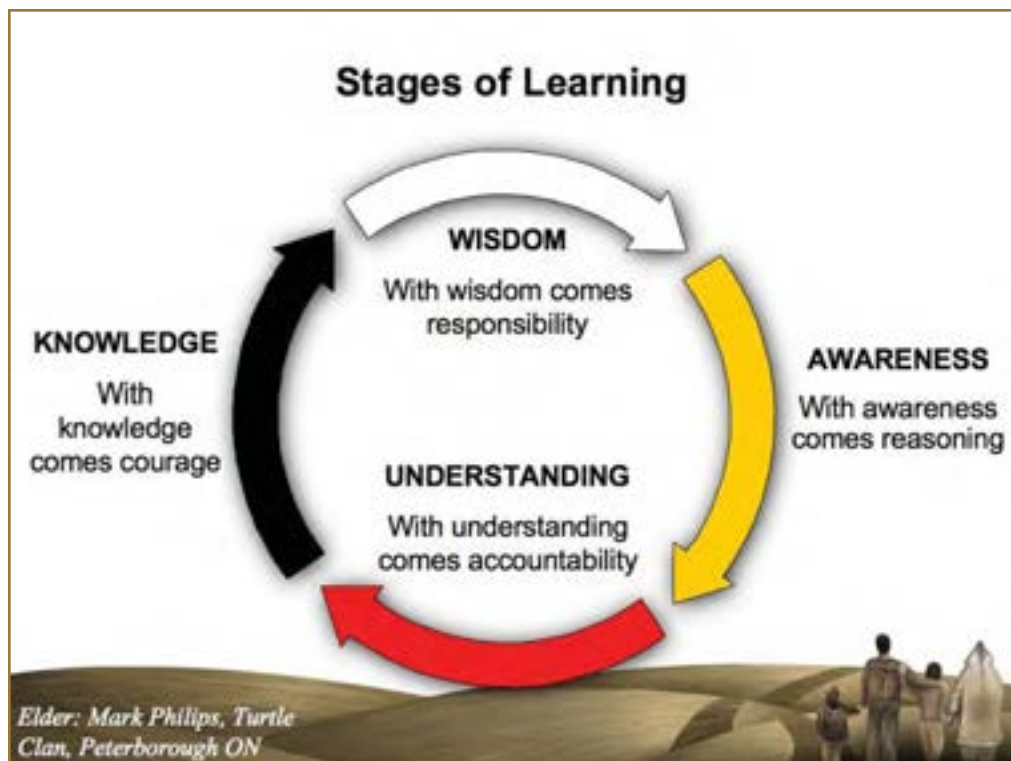 Stages of Learning
WISDOM
With wisdom comes
responsibility
KNOWLEDGE
With
knowledge
comes courage
AWARENESS
With awareness
comes reasoning
UNDERSTANDING
With understanding
comes accountability
Elder: Mark Philips, Turtle
Clan, Peterborough ON